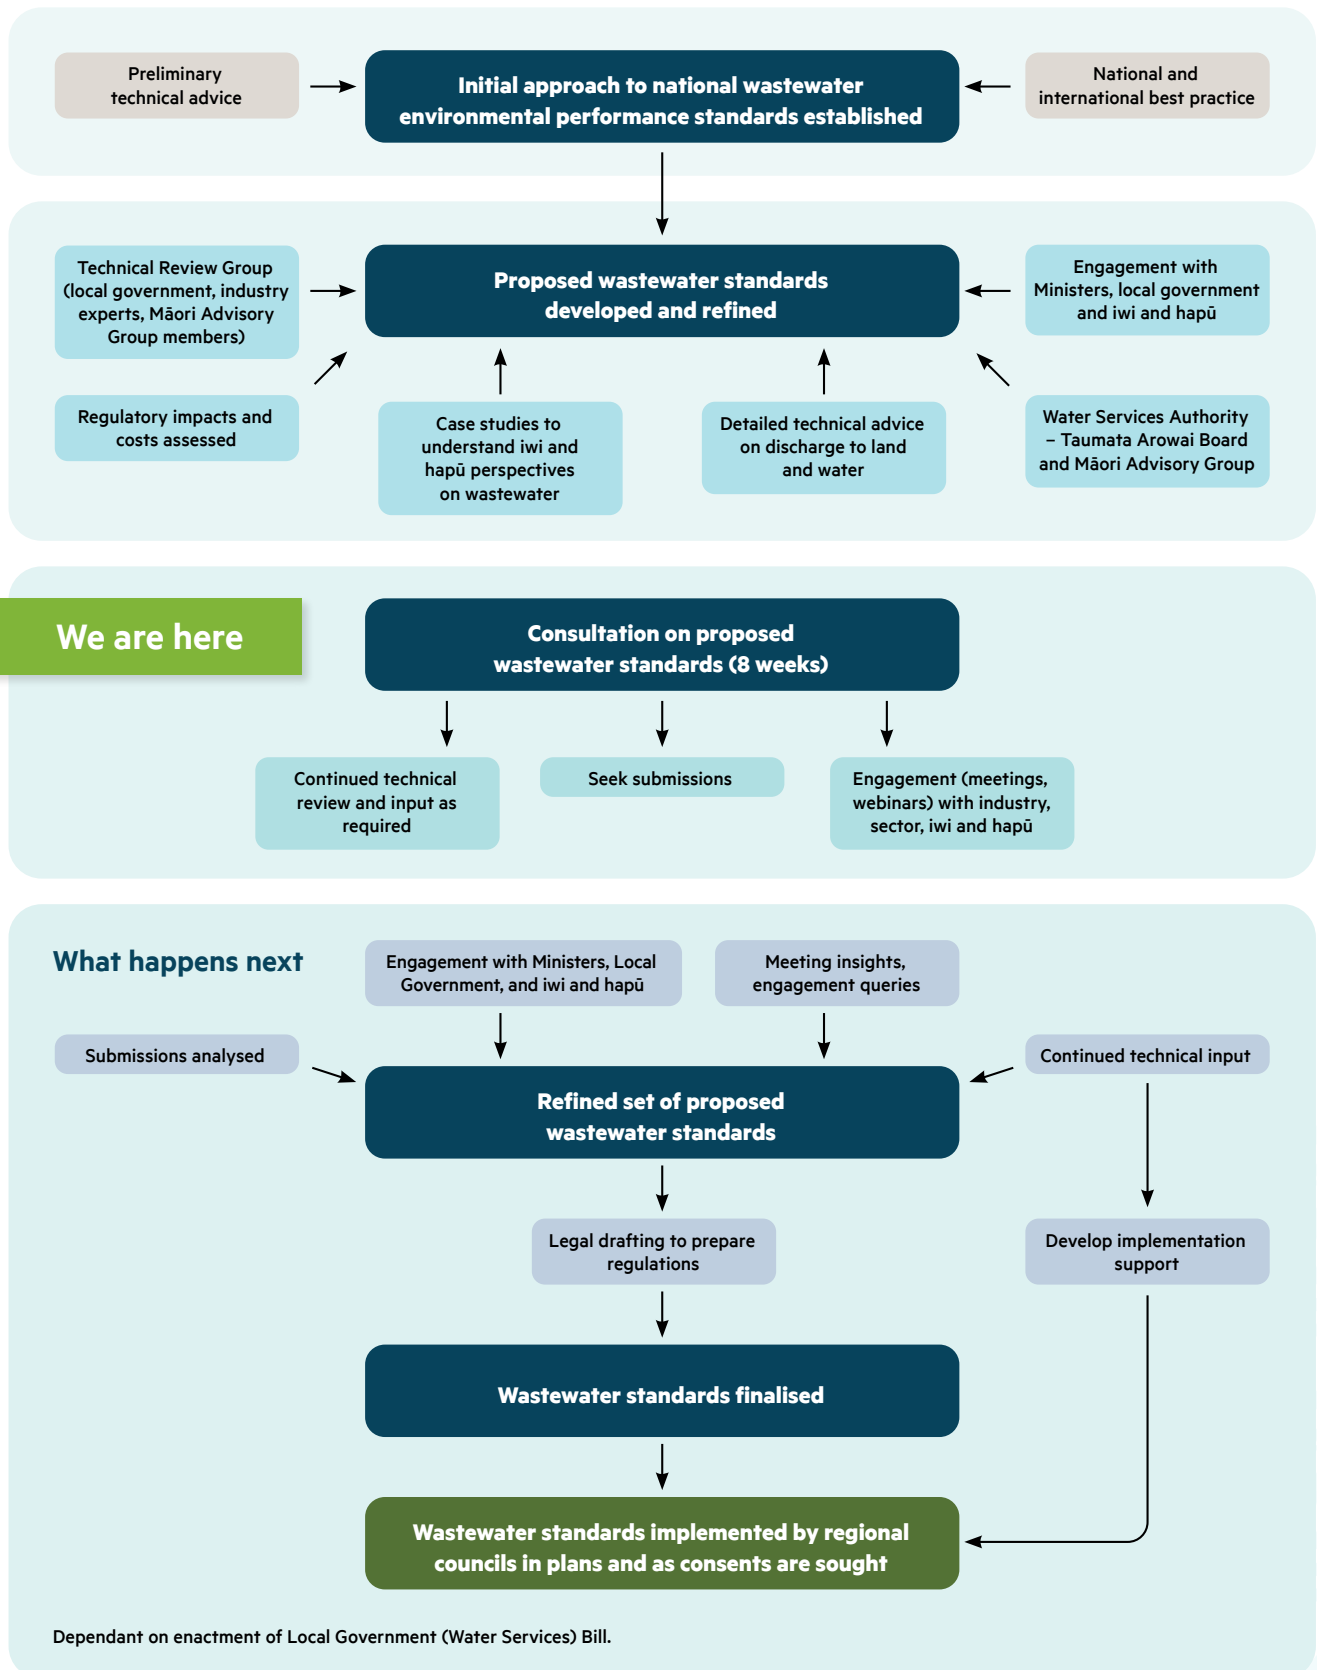 Preliminary
technical advice
Initial approach to national wastewater
environmental performance standards established
National and
international best practice
Technical Review Group
(local government, industry
experts, Māori Advisory
Group members)
Proposed wastewater standards
developed and refined
Engagement with
Ministers, local government
and iwi and hapū
Regulatory impacts and
costs assessed
Case studies to
understand iwi and
hapū perspectives
on wastewater
Detailed technical advice
on discharge to land
and water
Water Services Authority
– Taumata Arowai Board
and Māori Advisory Group
We are here
Consultation on proposed
wastewater standards (8 weeks)
Continued technical
review and input as
required
Seek submissions
Engagement (meetings,
webinars) with industry,
sector, iwi and hapū
What happens next
Engagement with Ministers, Local
Government, and iwi and hapū
Meeting insights,
engagement queries
Submissions analysed
Continued technical input
Refined set of proposed
wastewater standards
Legal drafting to prepare
regulations
Develop implementation
support
Wastewater standards finalised
Wastewater standards implemented by regional
councils in plans and as consents are sought
Dependant on enactment of Local Government (Water Services) Bill.